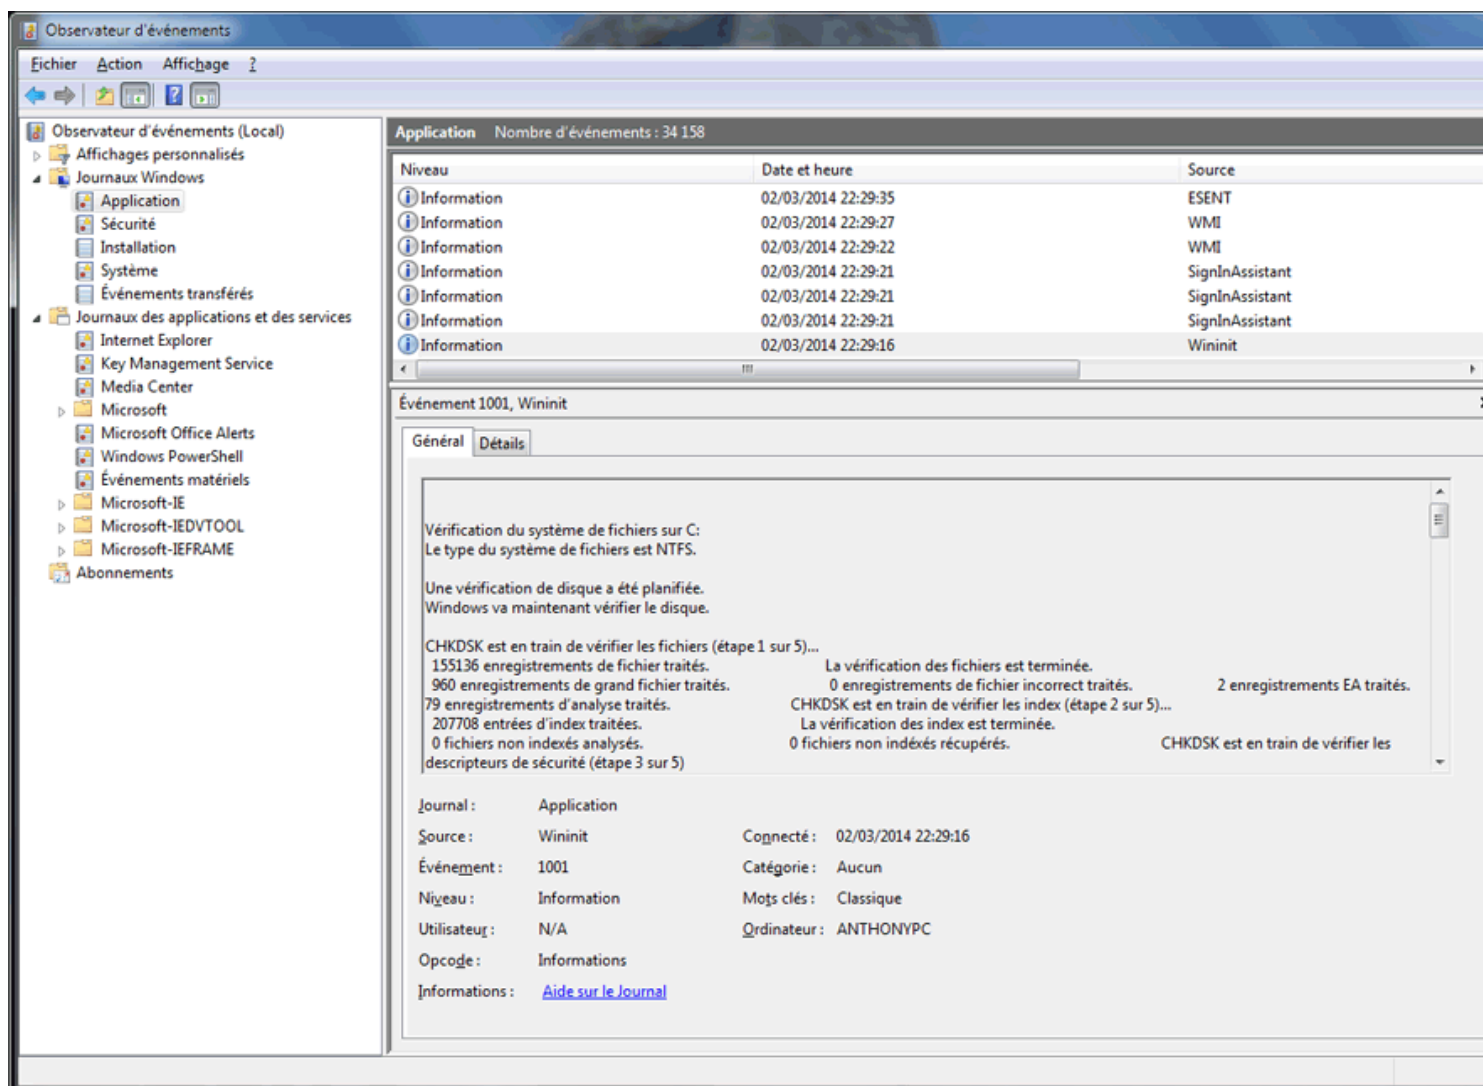 Observateur d'événements
Fichier Action Affichage ?
Observateur d'événements (Local)
Affichages personnalisés
Journaux Windows
Application
Sécurité
Installation
Système
Événements transférés
Journaux des applications et des services
Internet Explorer
Key Management Service
Media Center
Microsoft
Microsoft Office Alerts
Windows PowerShell
Événements matériels
Microsoft-IE
Microsoft-IEDVTOOL
Microsoft-IEFRAME
Abonnements
Application Nombre d'événements : 34 158
Niveau Date et heure Source
Information 02/03/2014 22:29:35 ESENT
Information 02/03/2014 22:29:27 WMI
Information 02/03/2014 22:29:22 WMI
Information 02/03/2014 22:29:21 SignInAssistant
Information 02/03/2014 22:29:21 SignInAssistant
Information 02/03/2014 22:29:21 SignInAssistant
Information 02/03/2014 22:29:16 Wininit
Événement 1001, Wininit
Général Détails
Vérification du système de fichiers sur C:
Le type du système de fichiers est NTFS.
Une vérification de disque a été planifiée.
Windows va maintenant vérifier le disque.
CHKDSK est en train de vérifier les fichiers (étape 1 sur 5)...
155136 enregistrements de fichier traités. La vérification des fichiers est terminée.
960 enregistrements de grand fichier traités. 0 enregistrements de fichier incorrect traités. 2 enregistrements EA traités.
79 enregistrements d'analyse traités. CHKDSK est en train de vérifier les index (étape 2 sur 5)...
207708 entrées d'index traitées. La vérification des index est terminée.
0 fichiers non indexés analysés. 0 fichiers non indexés récupérés. CHKDSK est en train de vérifier les
descripteurs de sécurité (étape 3 sur 5)
Journal : Application
Source : Wininit Connecté : 02/03/2014 22:29:16
Événement : 1001 Catégorie : Aucun
Niveau : Information Mots clés : Classique
Utilisateur : N/A Ordinateur : ANTHONYPC
Opcode : Informations
Informations : Aide sur le Journal